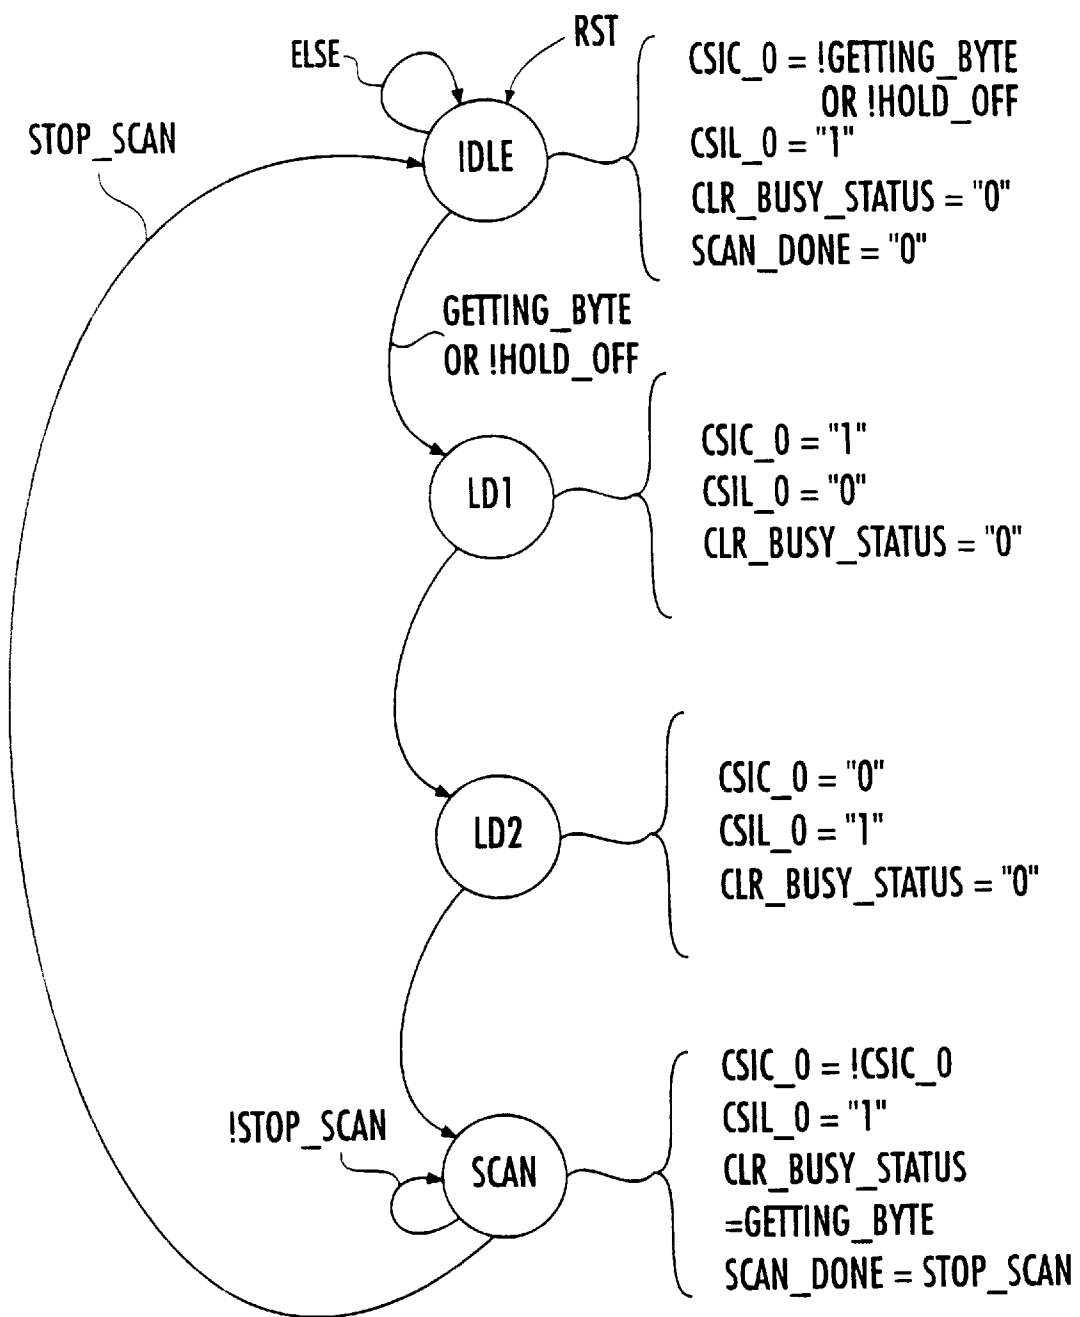 ELSE
RST
STOP_SCAN
IDLE
CSIC_0 = !GETTING_BYTE
OR !HOLD_OFF
CSIL_0 = "1"
CLR_BUSY_STATUS = "0"
SCAN_DONE = "0"
GETTING_BYTE
OR !HOLD_OFF
LD1
CSIC_0 = "1"
CSIL_0 = "0"
CLR_BUSY_STATUS = "0"
LD2
CSIC_0 = "0"
CSIL_0 = "1"
CLR_BUSY_STATUS = "0"
!STOP_SCAN
SCAN
CSIC_0 = !CSIC_0
CSIL_0 = "1"
CLR_BUSY_STATUS
=GETTING_BYTE
SCAN_DONE = STOP_SCAN